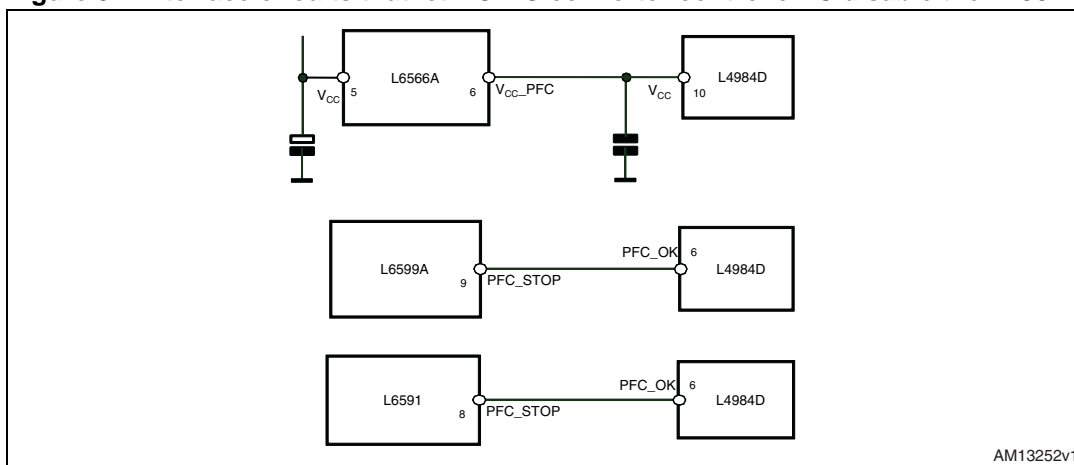 L6566A
L4984D
V_CC 5
6 V_CC_PFC
V_CC 10
L6599A
9 PFC_STOP
PFC_OK 6
L4984D
L6591
8 PFC_STOP
PFC_OK 6
L4984D
AM13252v1